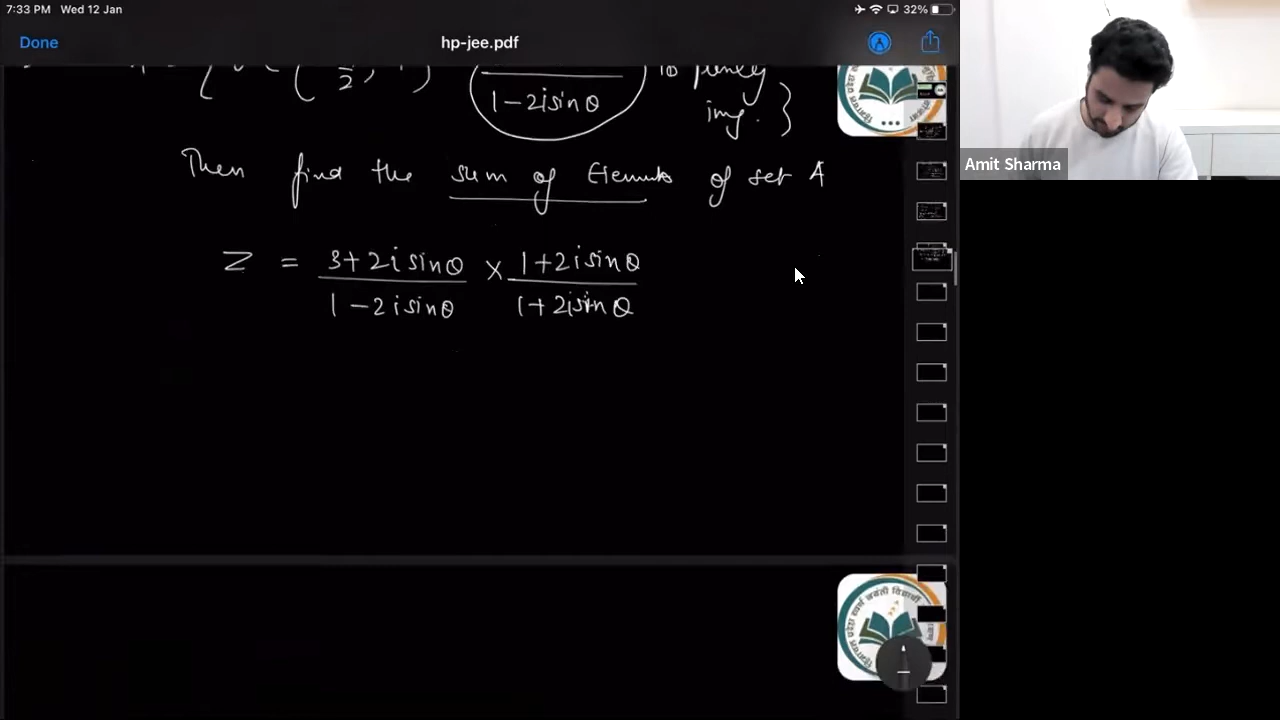 7:33 PM Wed 12 Jan
32%
Done
hp-jee.pdf
purely
2
1 - 2isinθ
img. }
Then find the sum of Elements of set A
Z = 3+2isinθ / 1-2isinθ × 1+2isinθ / 1+2isinθ
Amit Sharma